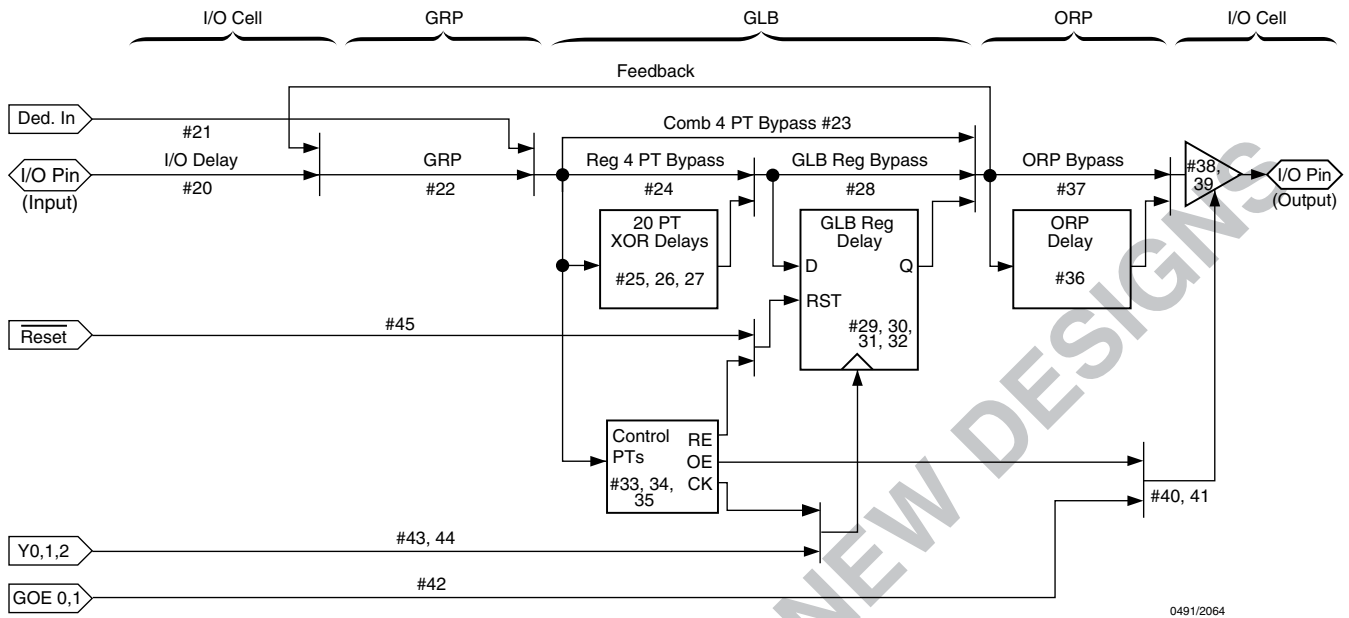 I/O Cell
GRP
GLB
ORP
I/O Cell
Feedback
Ded. In
#21
Comb 4 PT Bypass #23
I/O Pin
(Input)
I/O Delay
#20
GRP
#22
Reg 4 PT Bypass
#24
GLB Reg Bypass
#28
ORP Bypass
#37
#38,
39
I/O Pin
(Output)
20 PT
XOR Delays
#25, 26, 27
GLB Reg
Delay
D
Q
RST
#29, 30,
31, 32
ORP
Delay
#36
Reset
#45
Control
PTs
#33, 34,
35
RE
OE
CK
#40, 41
Y0,1,2
#43, 44
GOE 0,1
#42
0491/2064
NEW DESIGNS